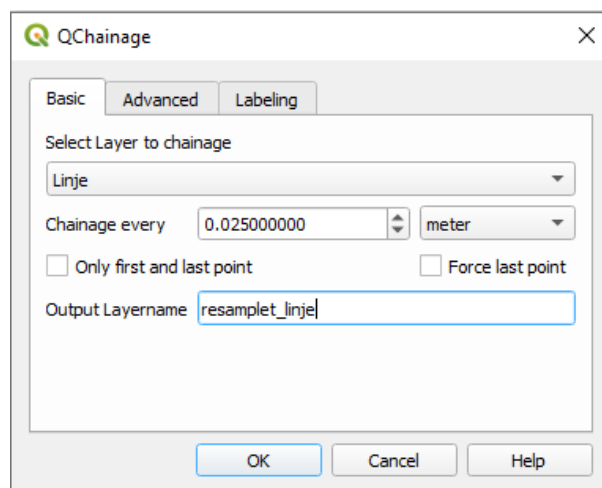 QChainage
Basic Advanced Labeling
Select Layer to chainage
Linje
Chainage every 0.025000000 meter
Only first and last point Force last point
Output Layername resamplet_linje
OK Cancel Help